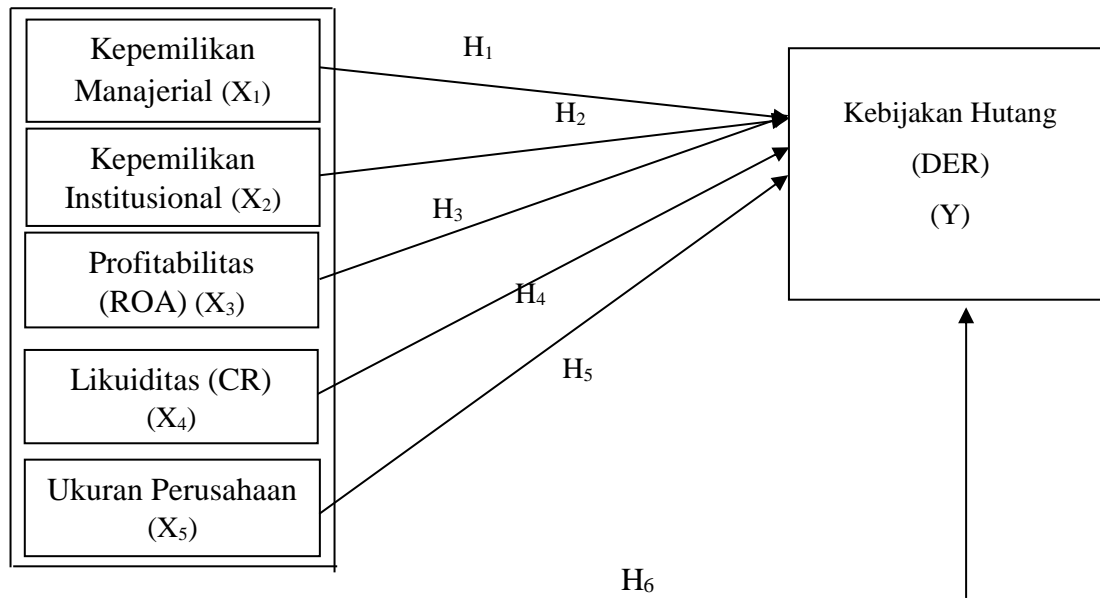 Kepemilikan
Manajerial (X₁)
Kepemilikan
Institusional (X₂)
Profitabilitas
(ROA) (X₃)
Likuiditas (CR)
(X₄)
Ukuran Perusahaan
(X₅)
H₁
H₂
H₃
H₄
H₅
H₆
Kebijakan Hutang
(DER)
(Y)